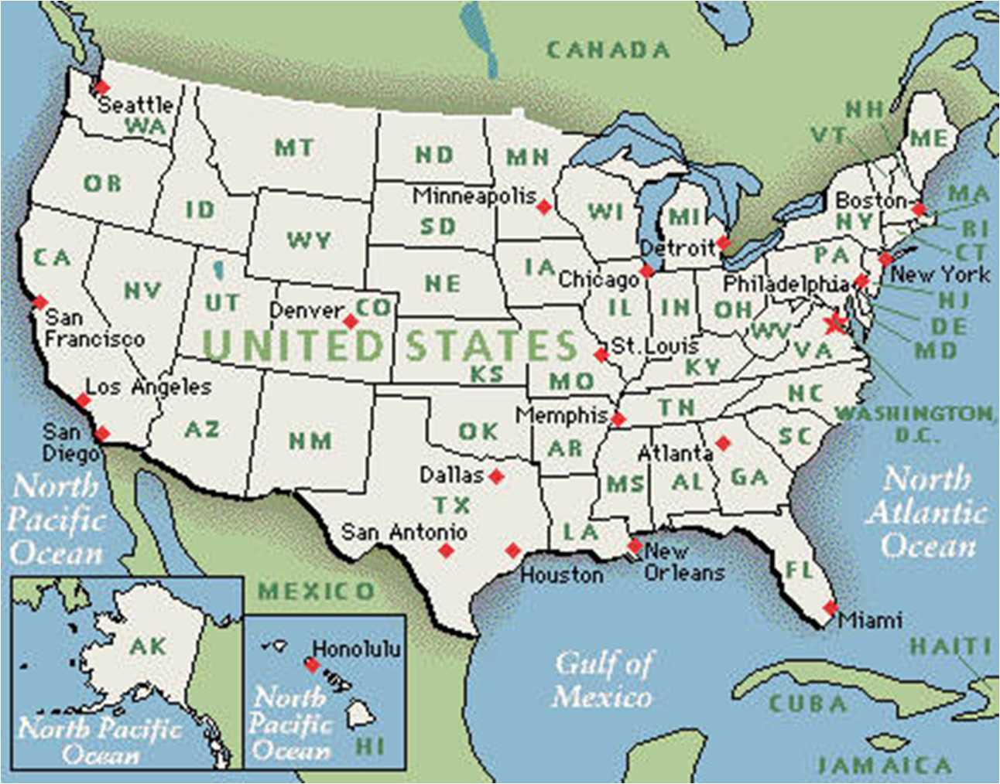 CANADA
Seattle
WA
MT
ND
MN
NH
VT
ME
OR
ID
Minneapolis
WI
MI
Boston
MA
NY
SD
WY
RI
CT
CA
NV
UT
NE
IA
Chicago
Detroit
PA
New York
Philadelphia
NJ
Denver
CO
IL
IN
OH
WV
DE
MD
San
Francisco
UNITED STATES
St.Louis
VA
KS
MO
KY
Los Angeles
NC
TN
Memphis
WASHINGTON,
D.C.
San
Diego
AZ
NM
OK
AR
Atlanta
SC
Dallas
TX
MS
AL
GA
North
Pacific
Ocean
North
Atlantic
Ocean
San Antonio
LA
Houston
New
Orleans
FL
MEXICO
Miami
AK
Honolulu
HAITI
Gulf of
Mexico
CUBA
North Pacific
Ocean
North
Pacific
Ocean
HI
JAMAICA